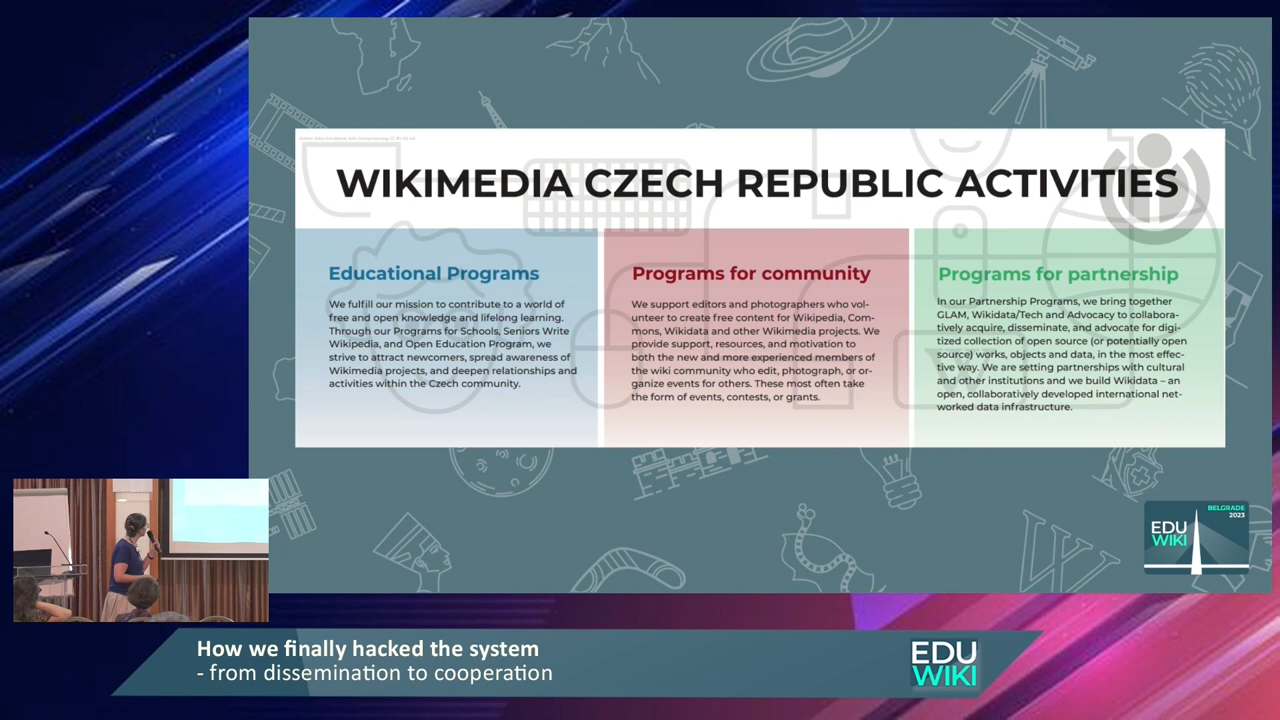 WIKIMEDIA CZECH REPUBLIC ACTIVITIES
Educational Programs
We fulfill our mission to contribute to a world of
free and open knowledge and lifelong learning.
Through our Programs for Schools, Seniors Write
Wikipedia, and Open Education Program, we
strive to attract newcomers, spread awareness of
Wikimedia projects, and deepen relationships and
activities within the Czech community.
Programs for community
We support editors and photographers who vol-
unteer to create free content for Wikipedia, Com-
mons, Wikidata and other Wikimedia projects. We
provide support, resources, and motivation to
both the new and more experienced members of
the wiki community who edit, photograph, or or-
ganize events for others. These most often take
the form of events, contests, or grants.
Programs for partnership
In our Partnership Programs, we bring together
GLAM, Wikidata/Tech and Advocacy to collabora-
tively acquire, disseminate, and advocate for digi-
tized collection of open source (or potentially open
source) works, objects and data, in the most effec-
tive way. We are setting partnerships with cultural
and other institutions and we build Wikidata – an
open, collaboratively developed international net-
worked data infrastructure.
BELGRADE
2023
EDU
WIKI
How we finally hacked the system
- from dissemination to cooperation
EDU
WIKI